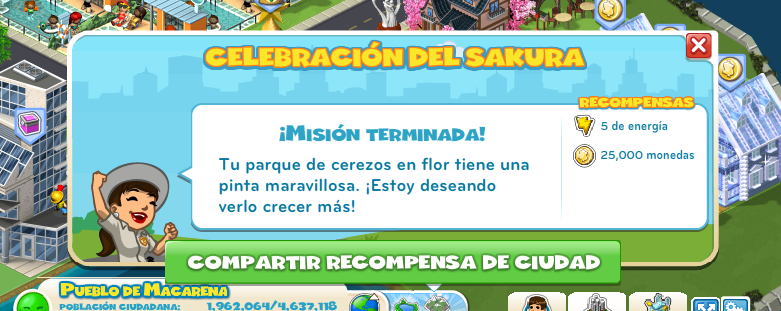 CELEBRACIÓN DEL SAKURA
RECOMPENSAS
¡MISIÓN TERMINADA!
5 de energía
Tu parque de cerezos en flor tiene una
25,000 monedas
pinta maravillosa. ¡Estoy deseando
verlo crecer más!
COMPARTIR RECOMPENSA DE CIUDAD
PUEBLO DE MACARENA
POBLACIÓN CIUDADANA: 1,962,064/4,637,118